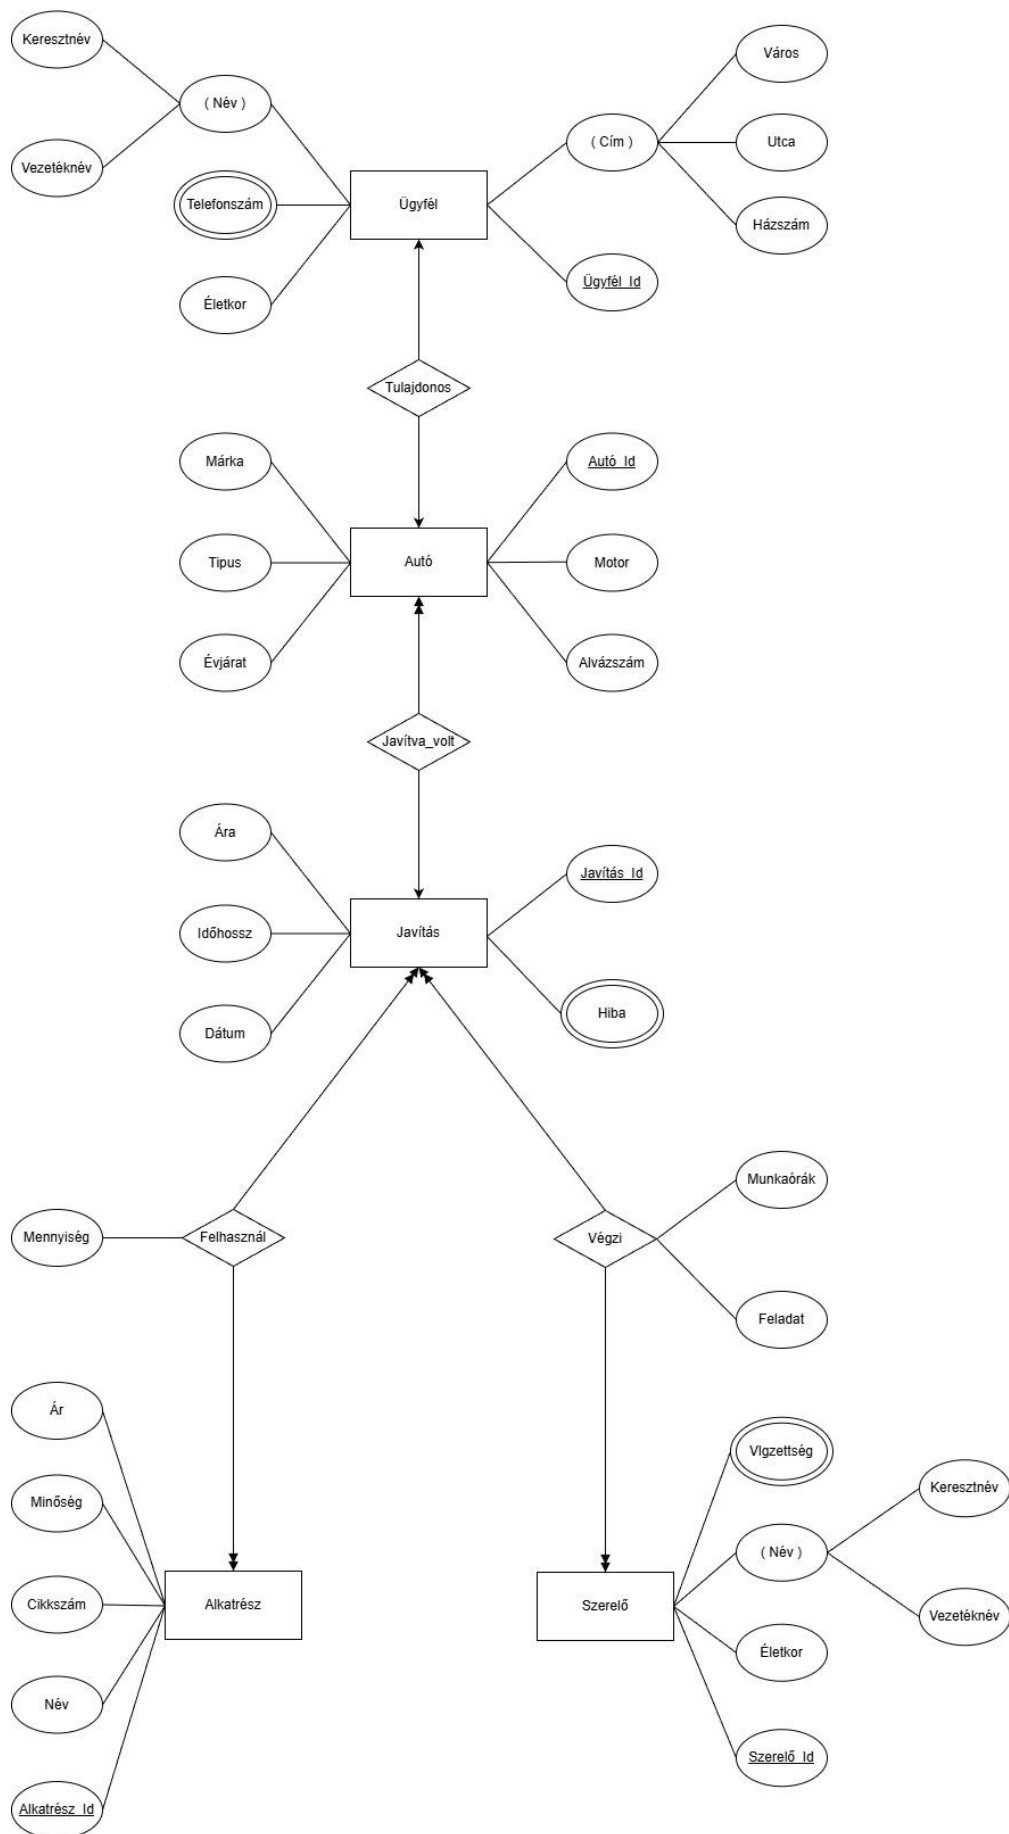 Keresztnév
Város
( Név )
( Cím )
Utca
Vezetéknév
Telefonszám
Ügyfél
Házszám
Ügyfél_Id
Életkor
Tulajdonos
Márka
Autó_Id
Tipus
Autó
Motor
Évjárat
Alvázszám
Javítva_volt
Ára
Javítás_Id
Időhossz
Javítás
Dátum
Hiba
Munkaórák
Mennyiség
Felhasznál
Végzi
Feladat
Ár
VIgzettség
Keresztnév
Minőség
( Név )
Cikkszám
Alkatrész
Szerelő
Vezetéknév
Életkor
Név
Szerelő_Id
Alkatrész_Id